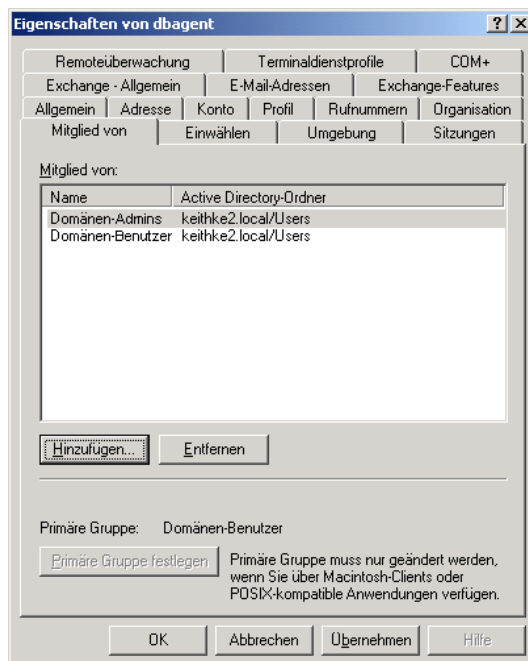 Eigenschaften von dbagent
Remoteüberwachung Terminaldienstprofile COM+
Exchange - Allgemein E-Mail-Adressen Exchange-Features
Allgemein Adresse Konto Profil Rufnummern Organisation
Mitglied von Einwählen Umgebung Sitzungen
Mitglied von:
Name Active Directory-Ordner
Domänen-Admins keithke2.local/Users
Domänen-Benutzer keithke2.local/Users
Hinzufügen... Entfernen
Primäre Gruppe: Domänen-Benutzer
Primäre Gruppe festlegen
Primäre Gruppe muss nur geändert werden,
wenn Sie über Macintosh-Clients oder
POSIX-kompatible Anwendungen verfügen.
OK Abbrechen Übernehmen Hilfe